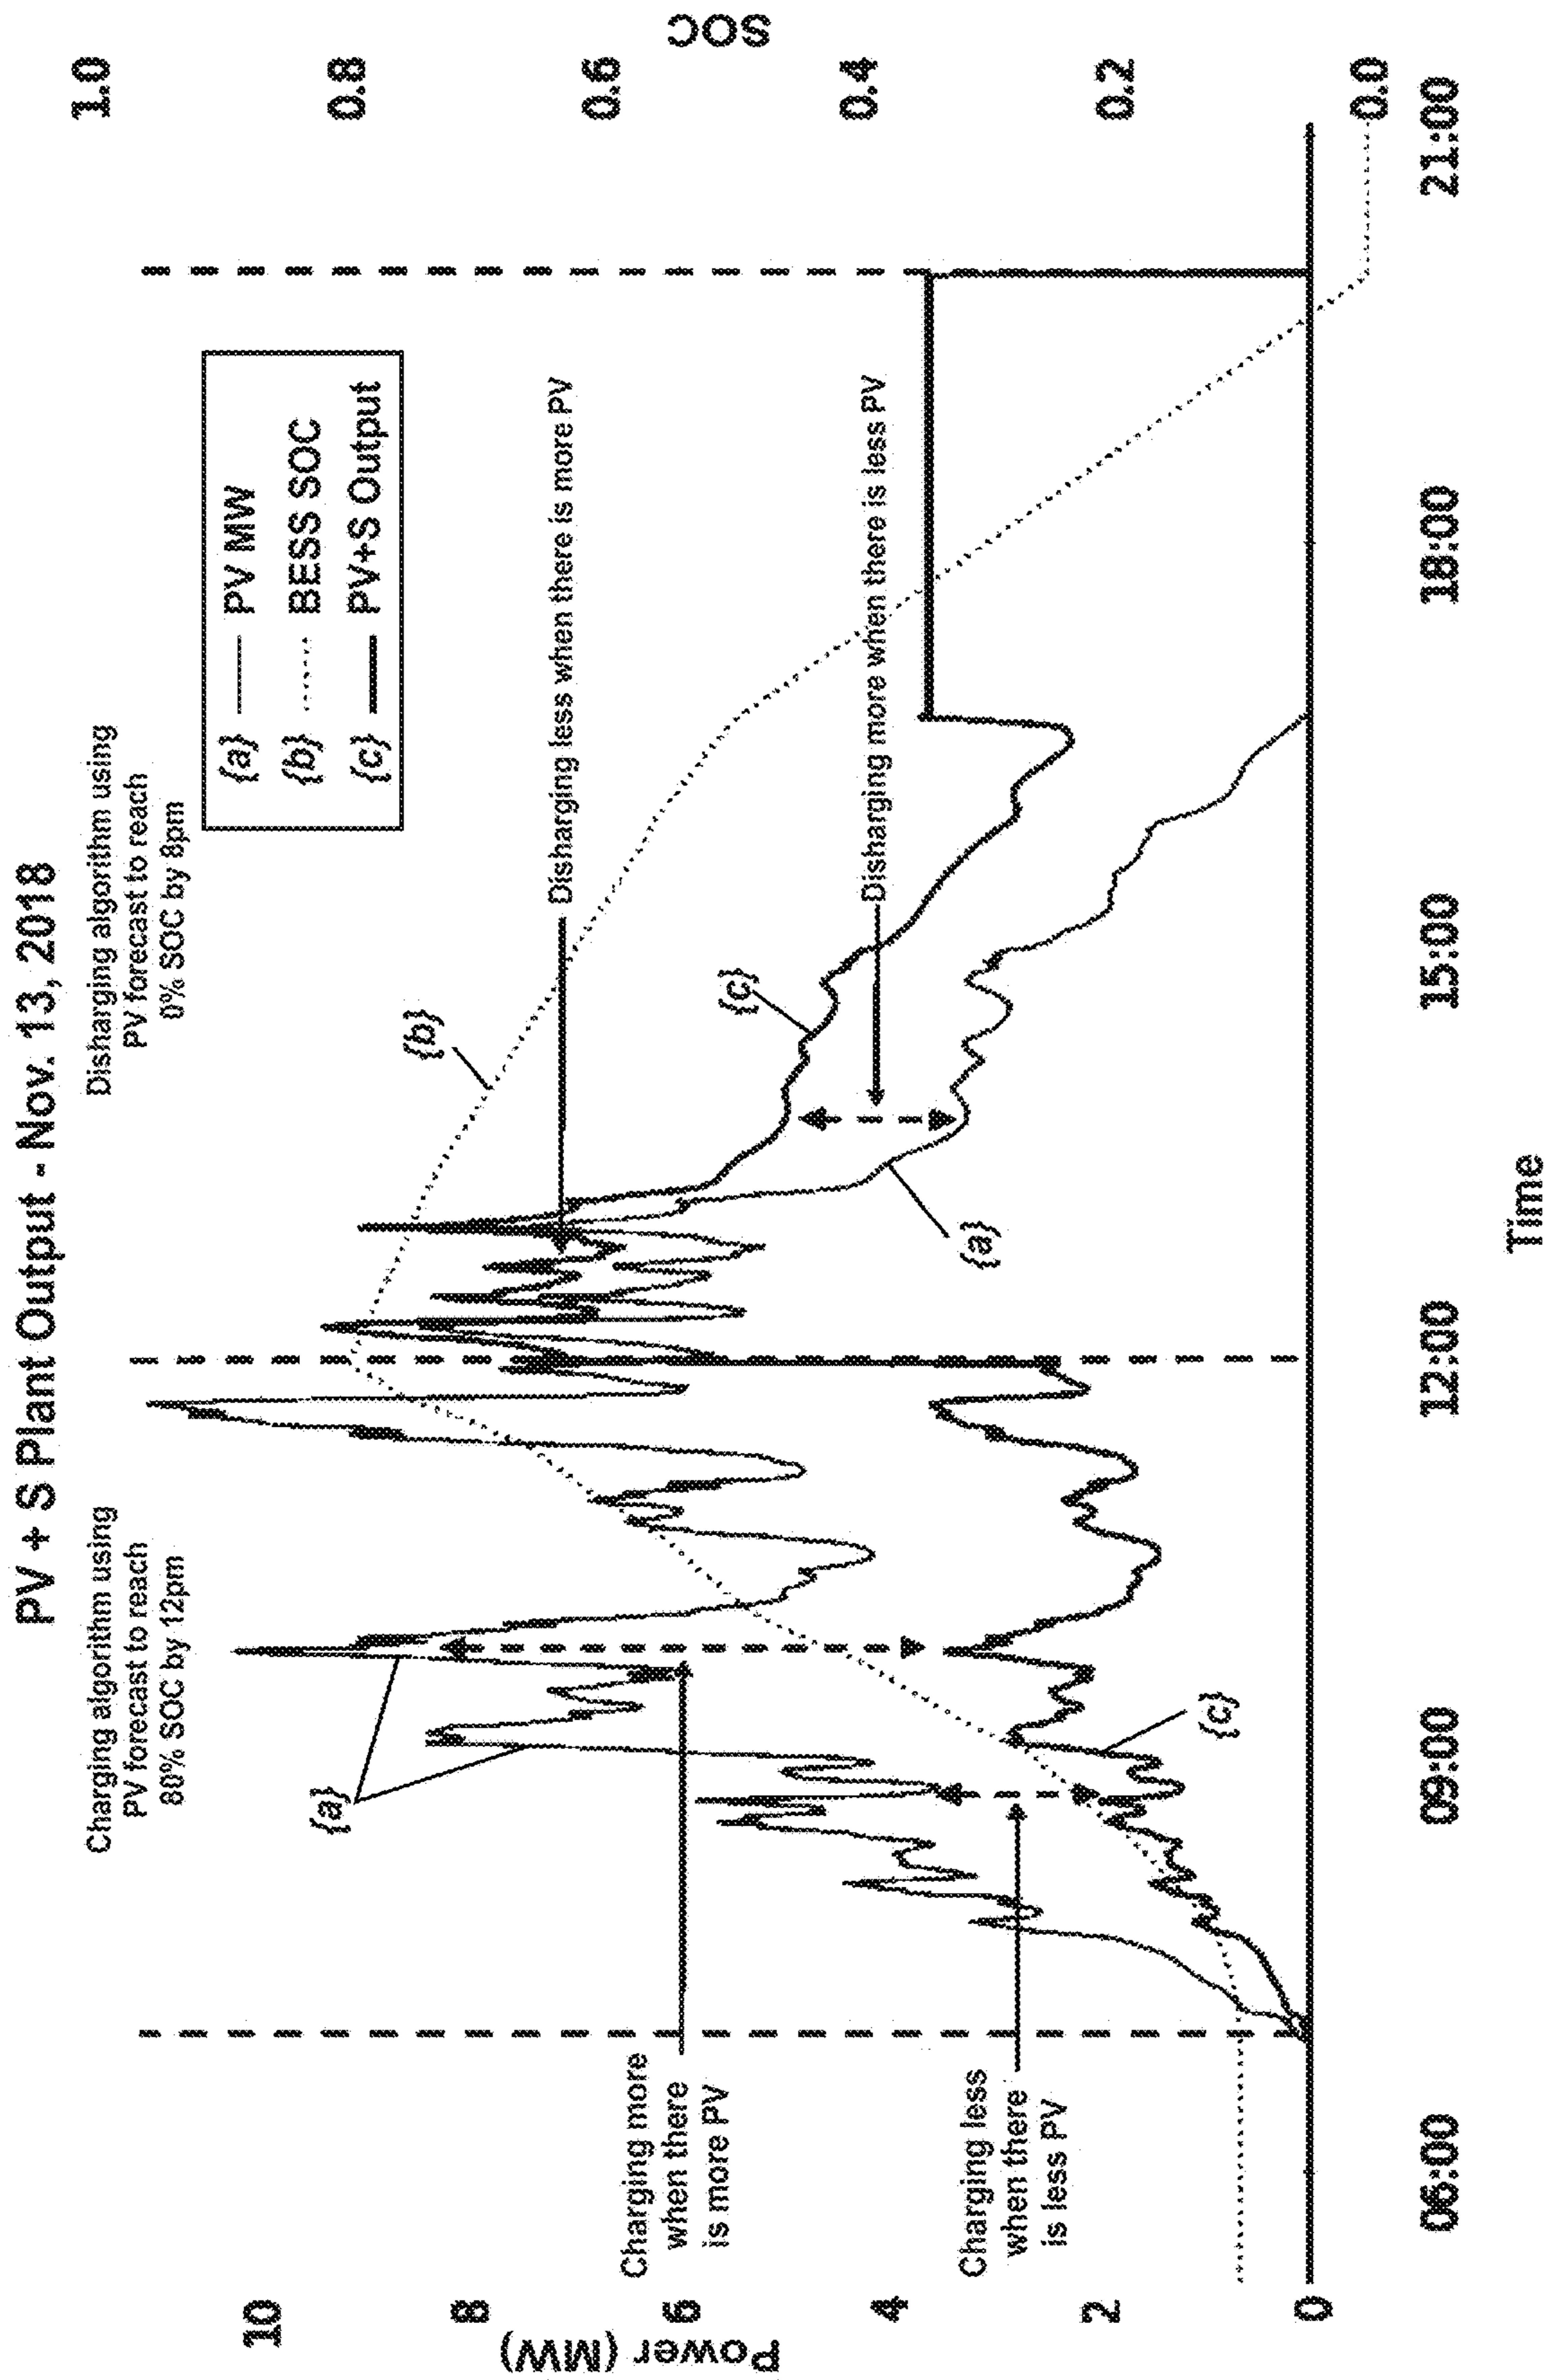 PV + S Plant Output - Nov. 13, 2018
Charging algorithm using
PV forecast to reach
80% SOC by 12pm
Disharging algorithm using
PV forecast to reach
0% SOC by 8pm
{a} PV MW
{b} BESS SOC
{c} PV+S Output
{a}
{b}
{c}
{a}
{c}
Charging more
when there
is more PV
Charging less
when there
is less PV
Disharging less when there is more PV
Disharging more when there is less PV
Power (MW)
10
8
6
4
2
0
SOC
1.0
0.8
0.6
0.4
0.2
0.0
06:00
09:00
12:00
15:00
18:00
21:00
Time